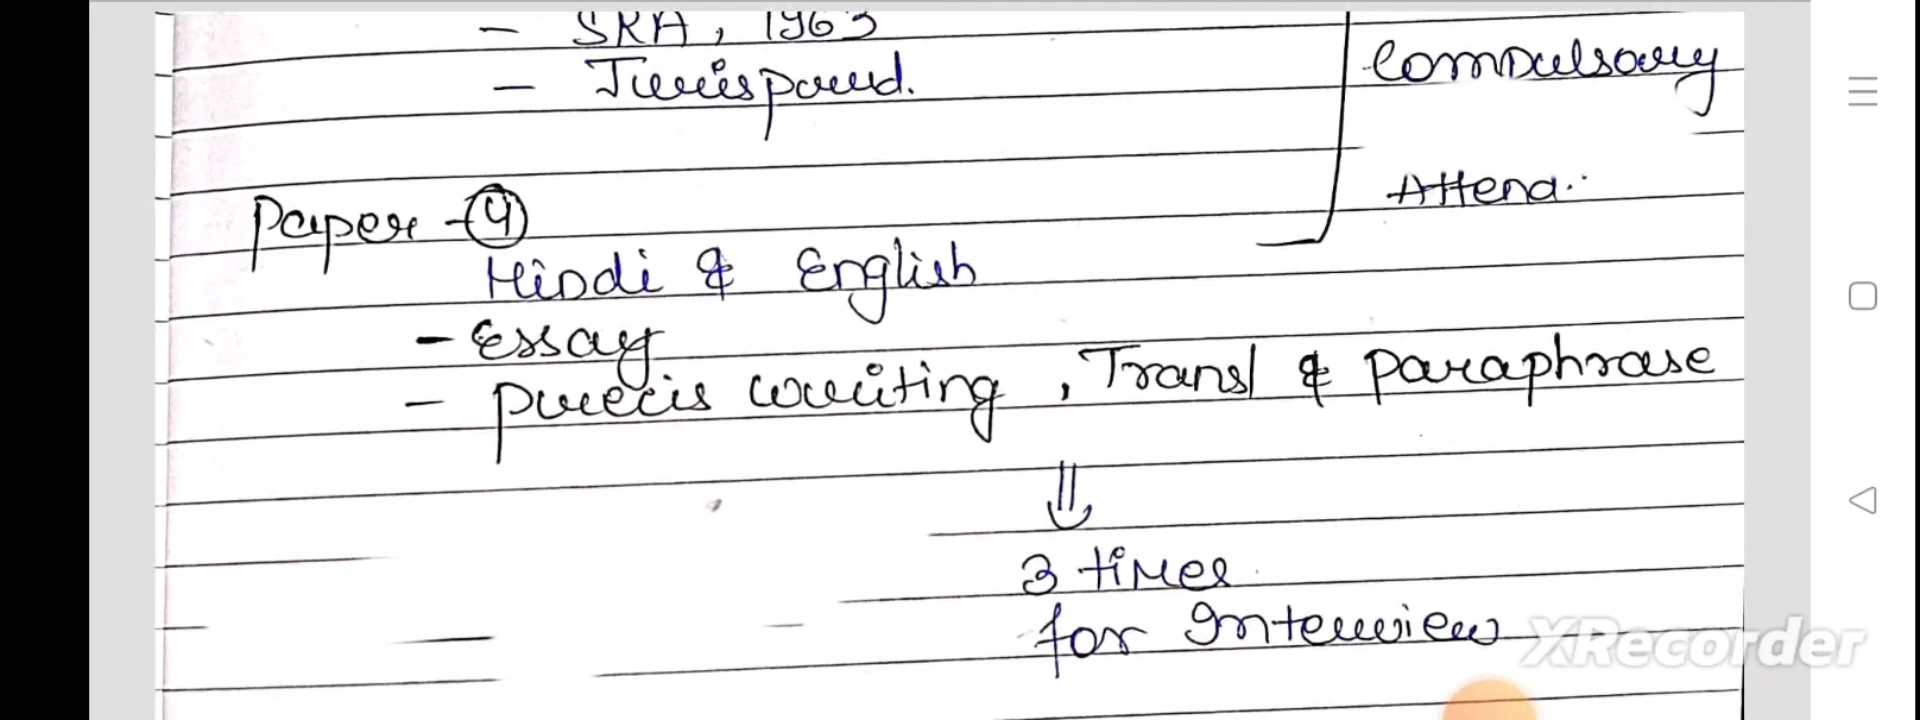 - SRA, 1963
- Jurisprud.
Compulsory
Attend.
Paper-4
Hindi & English
- Essay
- Precis writing, Transl & paraphrase
⇓
3 times
for Interview
XRecorder